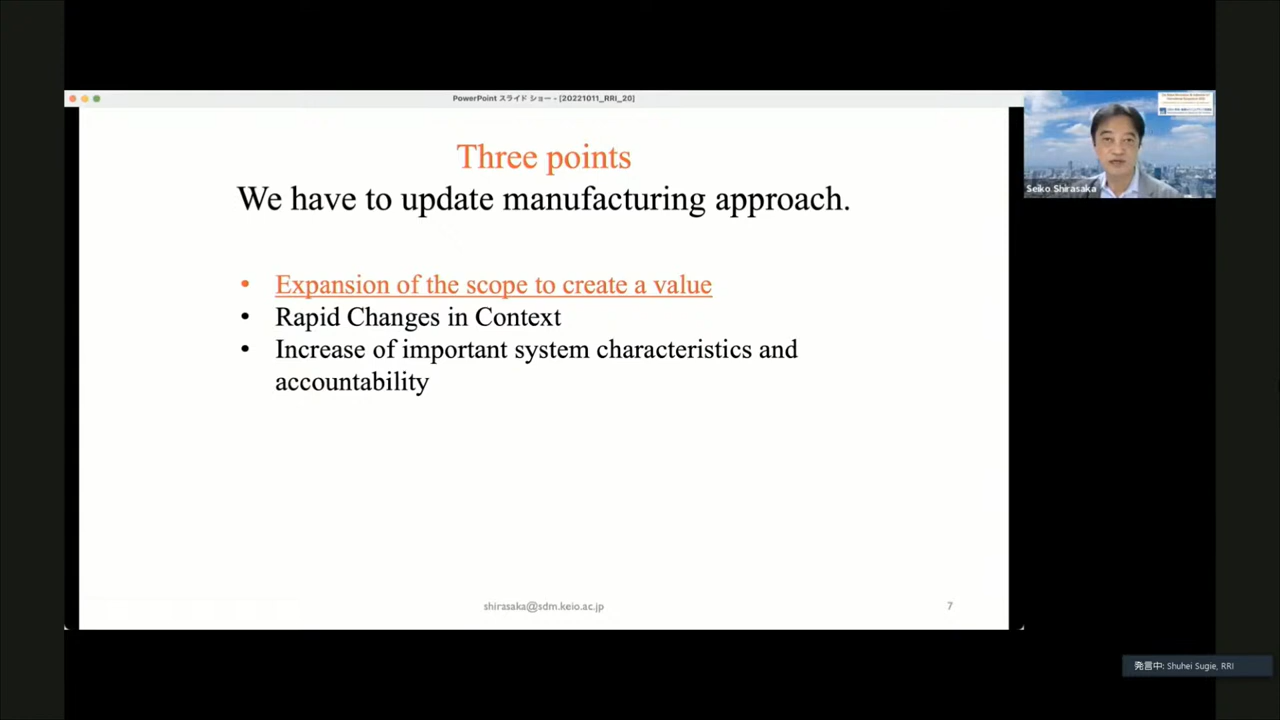 PowerPoint スライド ショー - [20221011_RRI_20]
Three points
We have to update manufacturing approach.
• Expansion of the scope to create a value
• Rapid Changes in Context
• Increase of important system characteristics and
accountability
shirasaka@sdm.keio.ac.jp
7
Seiko Shirasaka
発言中: Shuhei Sugie, RRI